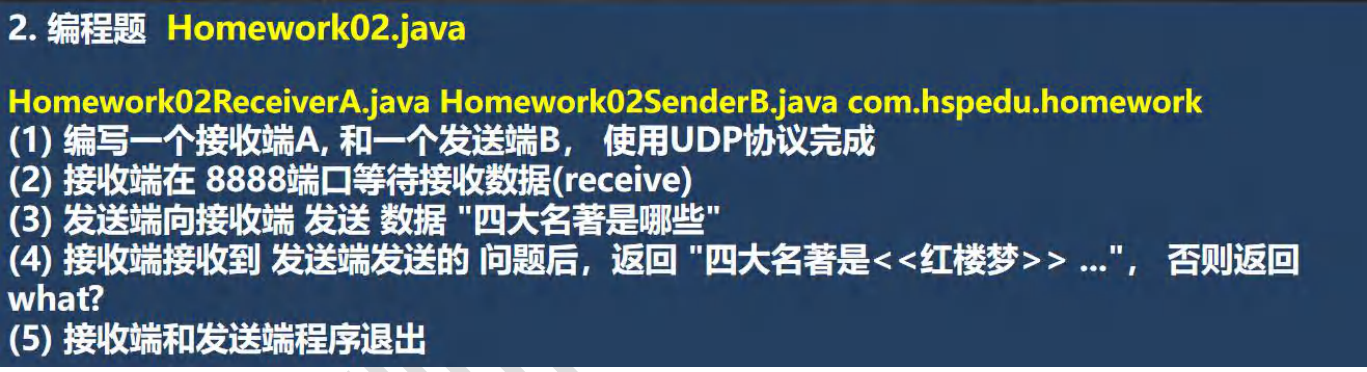 2. 编程题 Homework02.java
Homework02ReceiverA.java Homework02SenderB.java com.hspedu.homework
(1) 编写一个接收端A, 和一个发送端B， 使用UDP协议完成
(2) 接收端在 8888端口等待接收数据(receive)
(3) 发送端向接收端 发送 数据 "四大名著是哪些"
(4) 接收端接收到 发送端发送的 问题后，返回 "四大名著是<<红楼梦>> ..."， 否则返回
what?
(5) 接收端和发送端程序退出